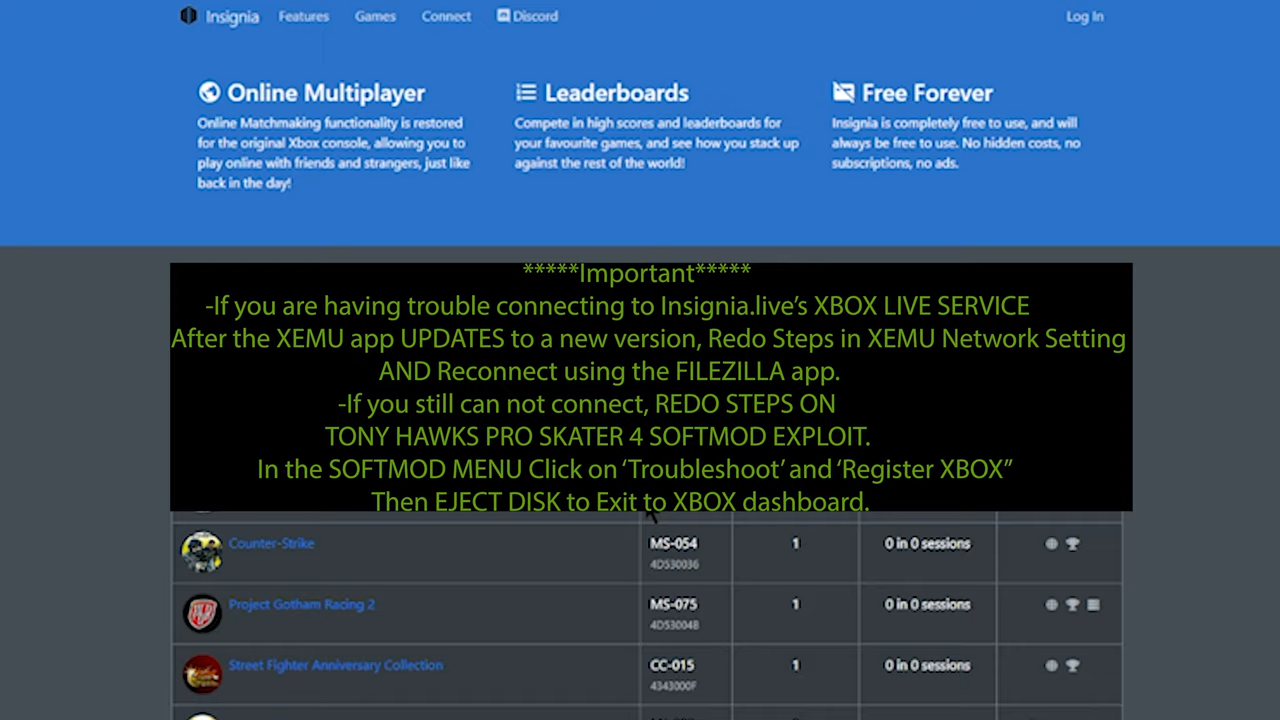 Insignia Features Games Connect Discord Log In
Online Multiplayer
Online Matchmaking functionality is restored
for the original Xbox console, allowing you to
play online with friends and strangers, just like
back in the day!
Leaderboards
Compete in high scores and leaderboards for
your favourite games, and see how you stack up
against the rest of the world!
Free Forever
Insignia is completely free to use, and will
always be free to use. No hidden costs, no
subscriptions, no ads.
*****Important*****
-If you are having trouble connecting to Insignia.live’s XBOX LIVE SERVICE
After the XEMU app UPDATES to a new version, Redo Steps in XEMU Network Setting
AND Reconnect using the FILEZILLA app.
-If you still can not connect, REDO STEPS ON
TONY HAWKS PRO SKATER 4 SOFTMOD EXPLOIT.
In the SOFTMOD MENU Click on ‘Troubleshoot’ and ‘Register XBOX”
Then EJECT DISK to Exit to XBOX dashboard.
Counter-Strike MS-054 1 0 in 0 sessions
4D530036
Project Gotham Racing 2 MS-075 1 0 in 0 sessions
4D53004B
Street Fighter Anniversary Collection CC-015 1 0 in 0 sessions
4343000F